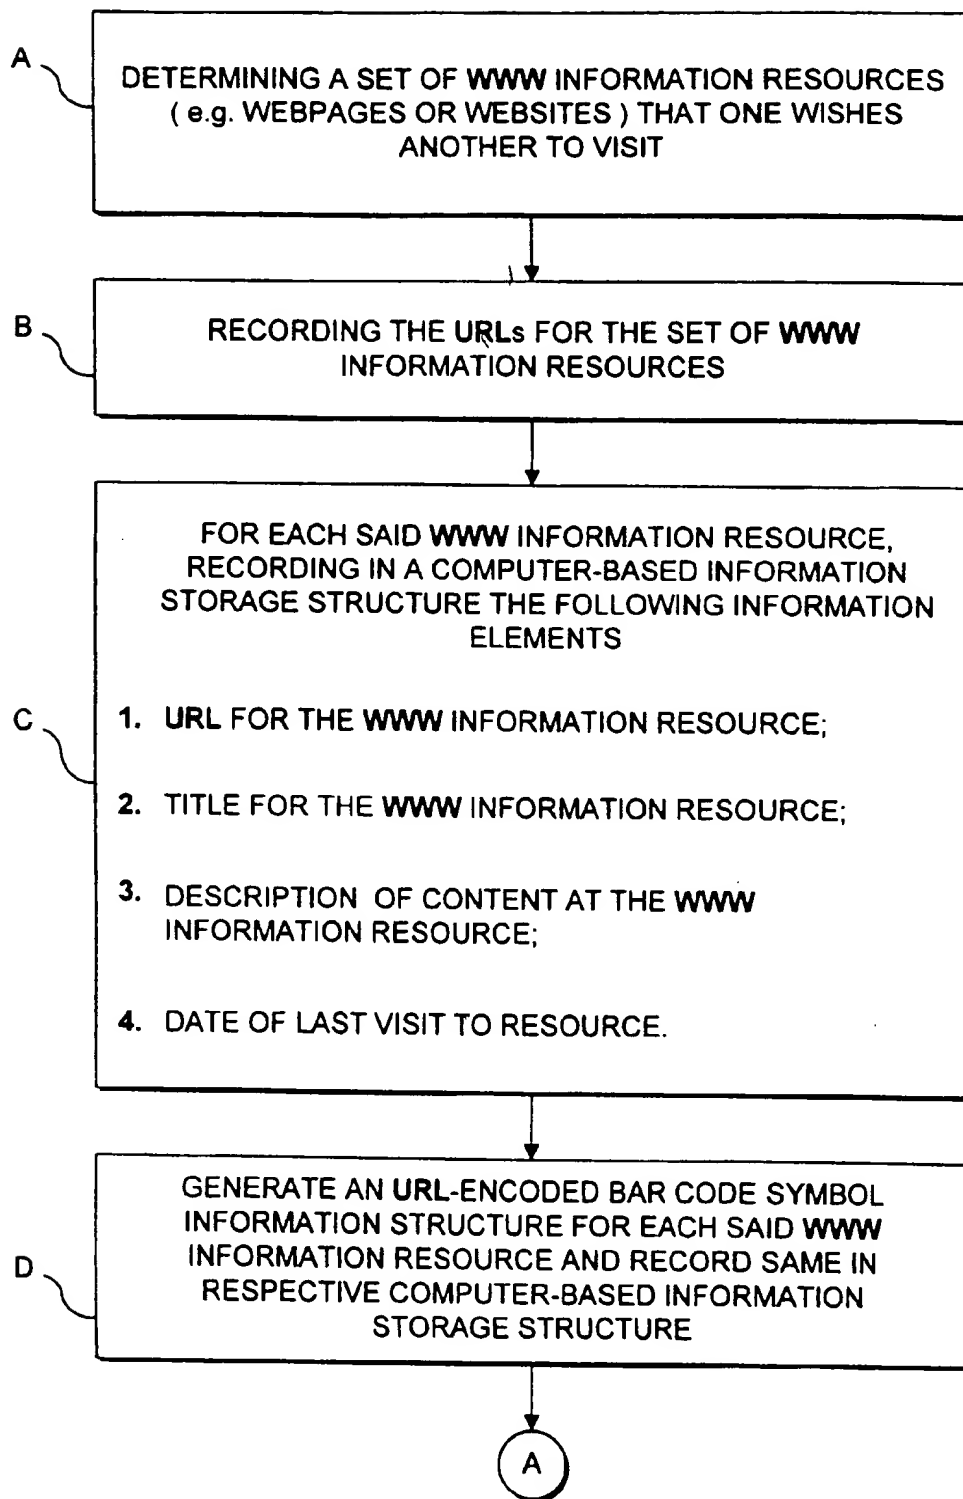 A
DETERMINING A SET OF WWW INFORMATION RESOURCES
( e.g. WEBPAGES OR WEBSITES ) THAT ONE WISHES
ANOTHER TO VISIT
B
RECORDING THE URLs FOR THE SET OF WWW
INFORMATION RESOURCES
C
FOR EACH SAID WWW INFORMATION RESOURCE,
RECORDING IN A COMPUTER-BASED INFORMATION
STORAGE STRUCTURE THE FOLLOWING INFORMATION
ELEMENTS
1. URL FOR THE WWW INFORMATION RESOURCE;
2. TITLE FOR THE WWW INFORMATION RESOURCE;
3. DESCRIPTION OF CONTENT AT THE WWW
INFORMATION RESOURCE;
4. DATE OF LAST VISIT TO RESOURCE.
D
GENERATE AN URL-ENCODED BAR CODE SYMBOL
INFORMATION STRUCTURE FOR EACH SAID WWW
INFORMATION RESOURCE AND RECORD SAME IN
RESPECTIVE COMPUTER-BASED INFORMATION
STORAGE STRUCTURE
A